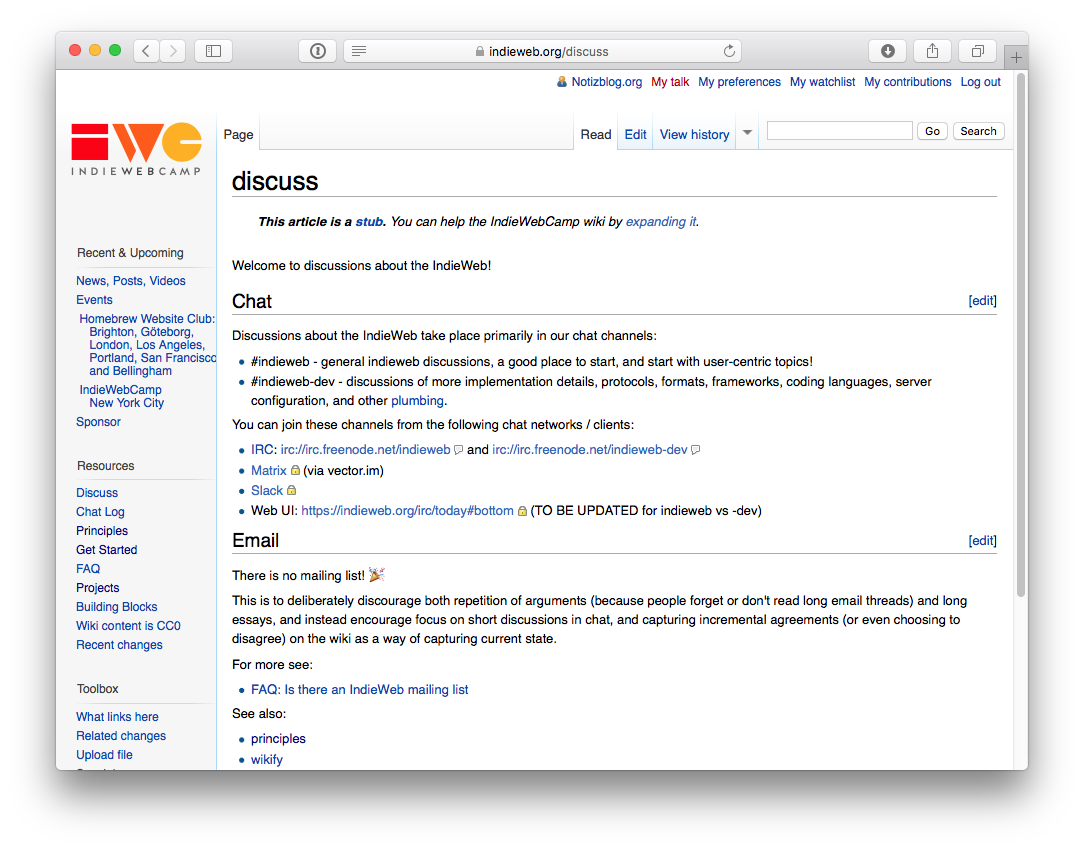 indieweb.org/discuss
Notizblog.org My talk My preferences My watchlist My contributions Log out
INDIEWEBCAMP
Page
Read Edit View history
Go Search
discuss
This article is a stub. You can help the IndieWebCamp wiki by expanding it.
Welcome to discussions about the IndieWeb!
Chat [edit]
Discussions about the IndieWeb take place primarily in our chat channels:
#indieweb - general indieweb discussions, a good place to start, and start with user-centric topics!
#indieweb-dev - discussions of more implementation details, protocols, formats, frameworks, coding languages, server
configuration, and other plumbing.
You can join these channels from the following chat networks / clients:
IRC: irc://irc.freenode.net/indieweb and irc://irc.freenode.net/indieweb-dev
Matrix (via vector.im)
Slack
Web UI: https://indieweb.org/irc/today#bottom (TO BE UPDATED for indieweb vs -dev)
Email [edit]
There is no mailing list! 🎉
This is to deliberately discourage both repetition of arguments (because people forget or don't read long email threads) and long
essays, and instead encourage focus on short discussions in chat, and capturing incremental agreements (or even choosing to
disagree) on the wiki as a way of capturing current state.
For more see:
FAQ: Is there an IndieWeb mailing list
See also:
principles
wikify
Recent & Upcoming
News, Posts, Videos
Events
Homebrew Website Club:
Brighton, Göteborg,
London, Los Angeles,
Portland, San Francisco
and Bellingham
IndieWebCamp
New York City
Sponsor
Resources
Discuss
Chat Log
Principles
Get Started
FAQ
Projects
Building Blocks
Wiki content is CC0
Recent changes
Toolbox
What links here
Related changes
Upload file